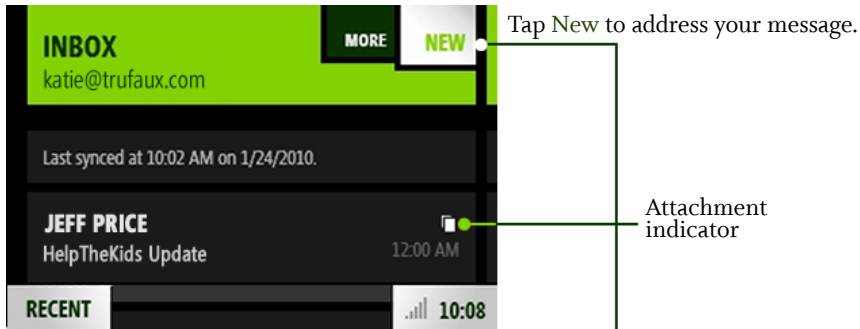 INBOX
MORE
NEW
Tap New to address your message.
katie@trufaux.com
Last synced at 10:02 AM on 1/24/2010.
JEFF PRICE
HelpTheKids Update
12:00 AM
Attachment
indicator
RECENT
10:08